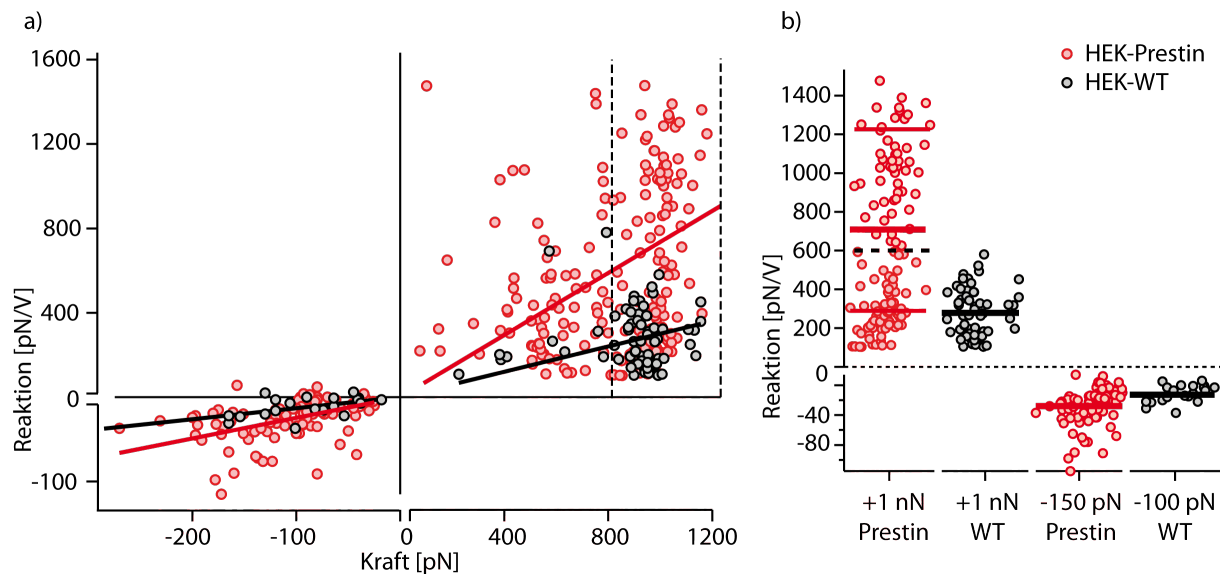 a)
1600
1200
800
400
0
-100
Reaktion [pN/V]
-200
-100
0
400
800
1200
Kraft [pN]
b)
HEK-Prestin
HEK-WT
1400
1200
1000
800
600
400
200
0
-40
-80
Reaktion [pN/V]
+1 nN
Prestin
+1 nN
WT
-150 pN
Prestin
-100 pN
WT